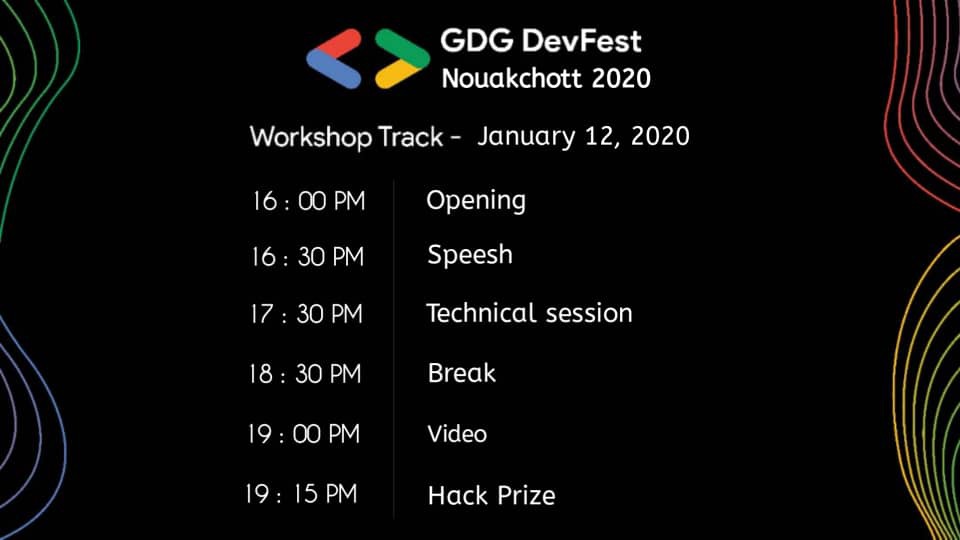 GDG DevFest
Nouakchott 2020
Workshop Track - January 12, 2020
16 : 00 PM Opening
16 : 30 PM Speesh
17 : 30 PM Technical session
18 : 30 PM Break
19 : 00 PM Video
19 : 15 PM Hack Prize